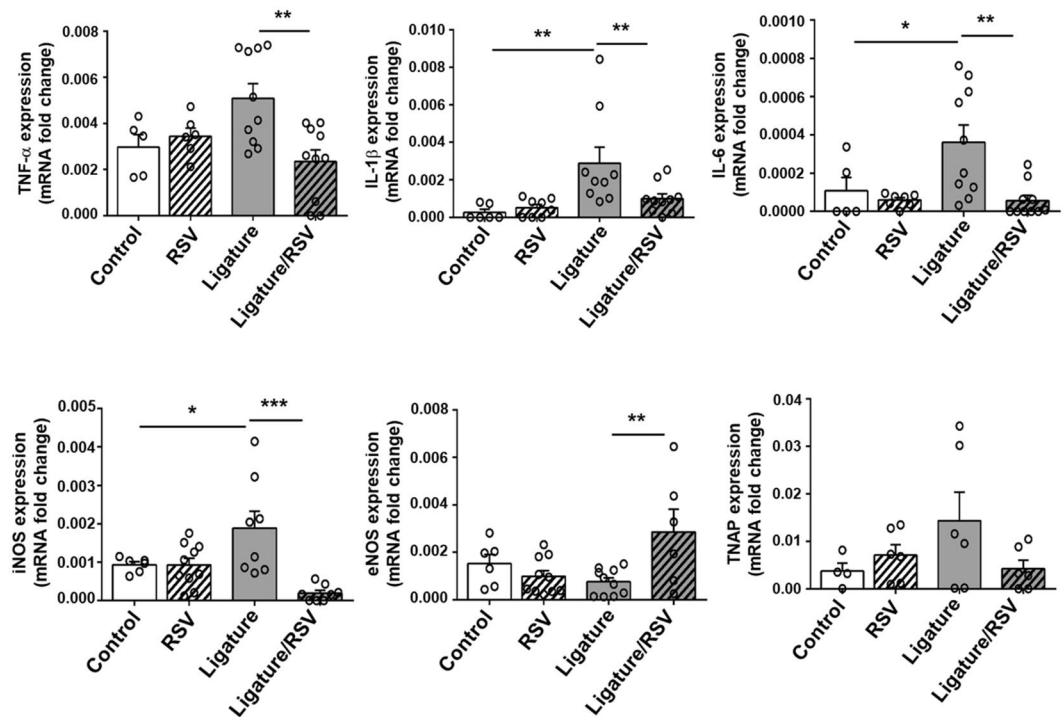 TNF-α expression
(mRNA fold change)
0.008
0.006
0.004
0.002
0.000
**
Control
RSV
Ligature
Ligature/RSV
IL-1β expression
(mRNA fold change)
0.010
0.008
0.006
0.004
0.002
0.000
**
**
Control
RSV
Ligature
Ligature/RSV
IL-6 expression
(mRNA fold change)
0.0010
0.0008
0.0006
0.0004
0.0002
0.0000
*
**
Control
RSV
Ligature
Ligature/RSV
iNOS expression
(mRNA fold change)
0.005
0.004
0.003
0.002
0.001
0.000
*
***
Control
RSV
Ligature
Ligature/RSV
eNOS expression
(mRNA fold change)
0.008
0.006
0.004
0.002
0.000
**
Control
RSV
Ligature
Ligature/RSV
TNAP expression
(mRNA fold change)
0.04
0.03
0.02
0.01
0.00
Control
RSV
Ligature
Ligature/RSV